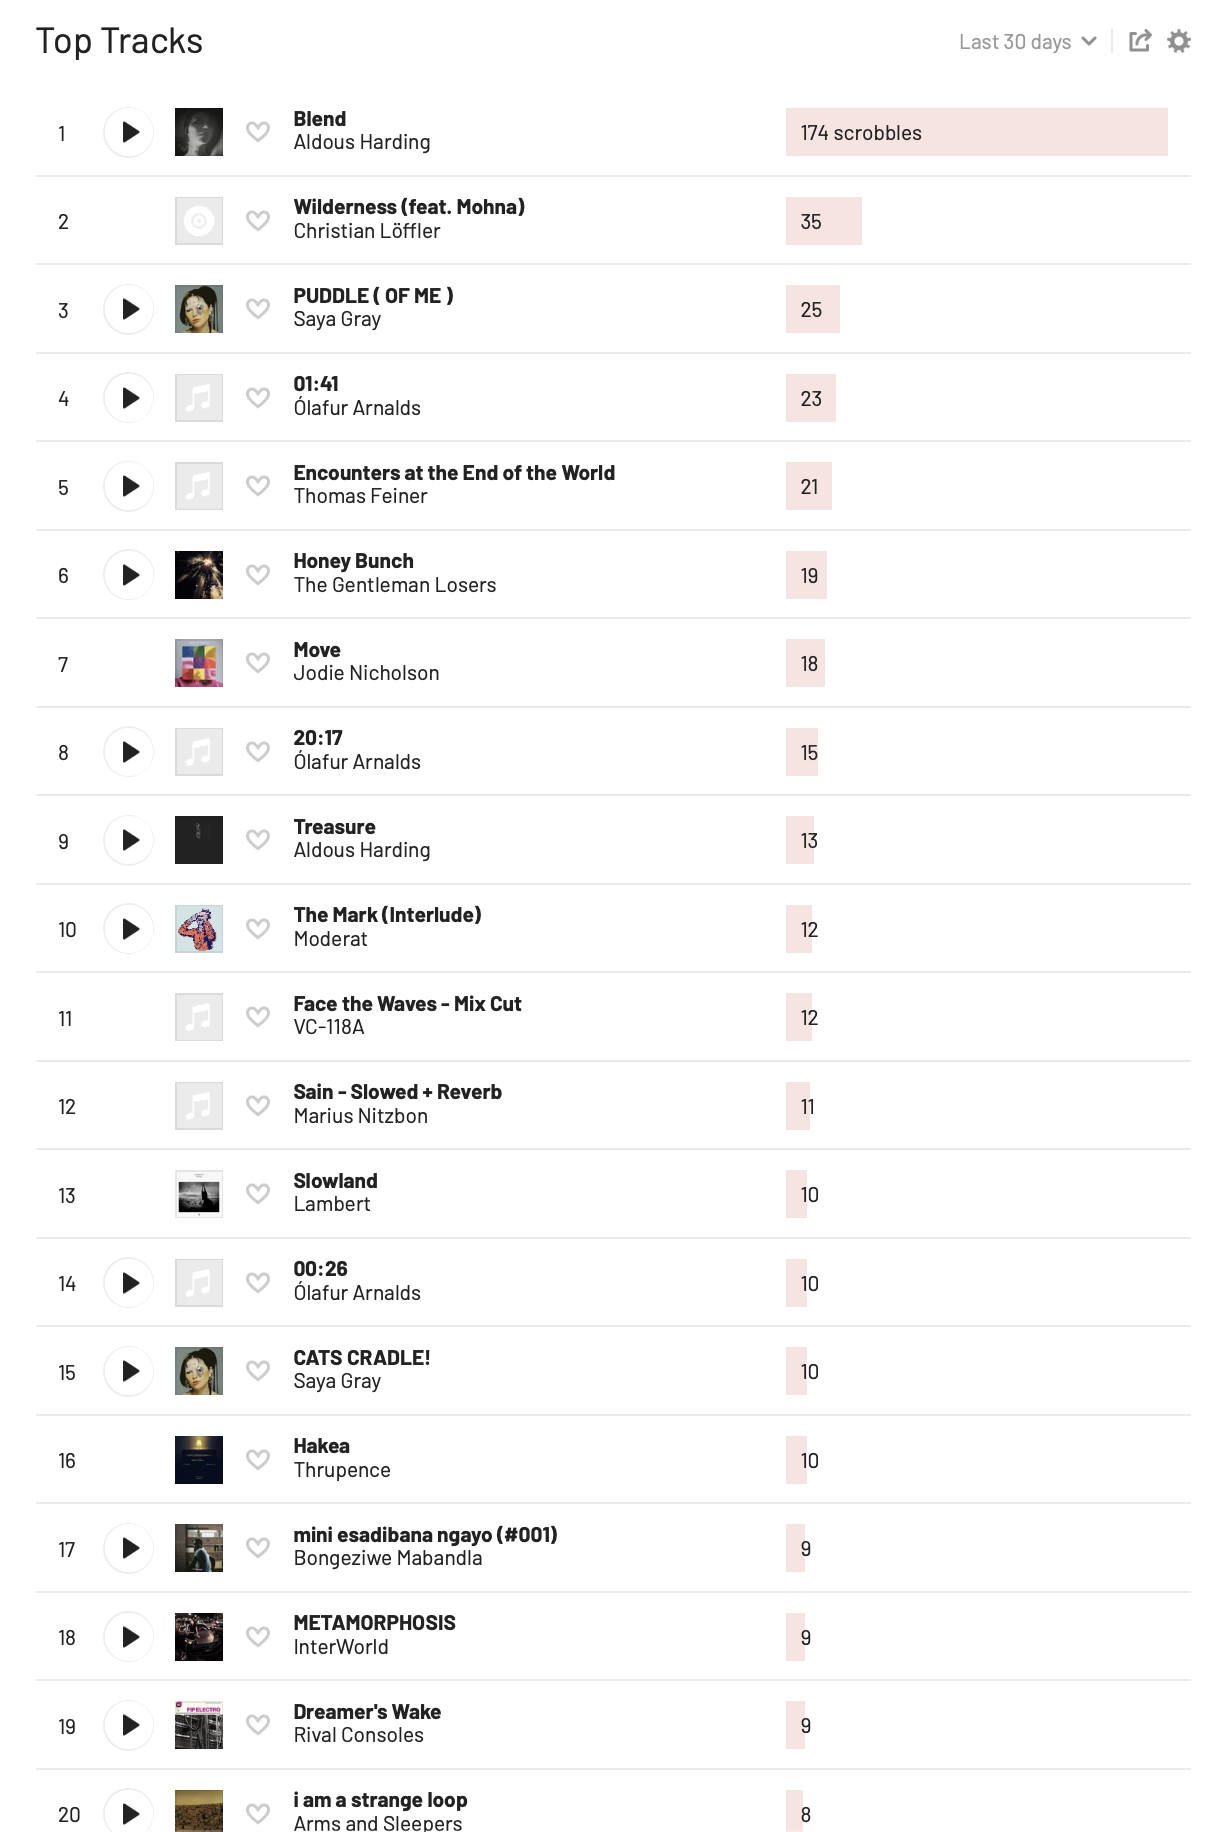 Top Tracks
Last 30 days
1
Blend
Aldous Harding
174 scrobbles
2
Wilderness (feat. Mohna)
Christian Löffler
35
3
PUDDLE ( OF ME )
Saya Gray
25
4
01:41
Ólafur Arnalds
23
5
Encounters at the End of the World
Thomas Feiner
21
6
Honey Bunch
The Gentleman Losers
19
7
Move
Jodie Nicholson
18
8
20:17
Ólafur Arnalds
15
9
Treasure
Aldous Harding
13
10
The Mark (Interlude)
Moderat
12
11
Face the Waves - Mix Cut
VC-118A
12
12
Sain - Slowed + Reverb
Marius Nitzbon
11
13
Slowland
Lambert
10
14
00:26
Ólafur Arnalds
10
15
CATS CRADLE!
Saya Gray
10
16
Hakea
Thrupence
10
17
mini esadibana ngayo (#001)
Bongeziwe Mabandla
9
18
METAMORPHOSIS
InterWorld
9
19
FIP ELECTRO
Dreamer's Wake
Rival Consoles
9
20
i am a strange loop
Arms and Sleepers
8